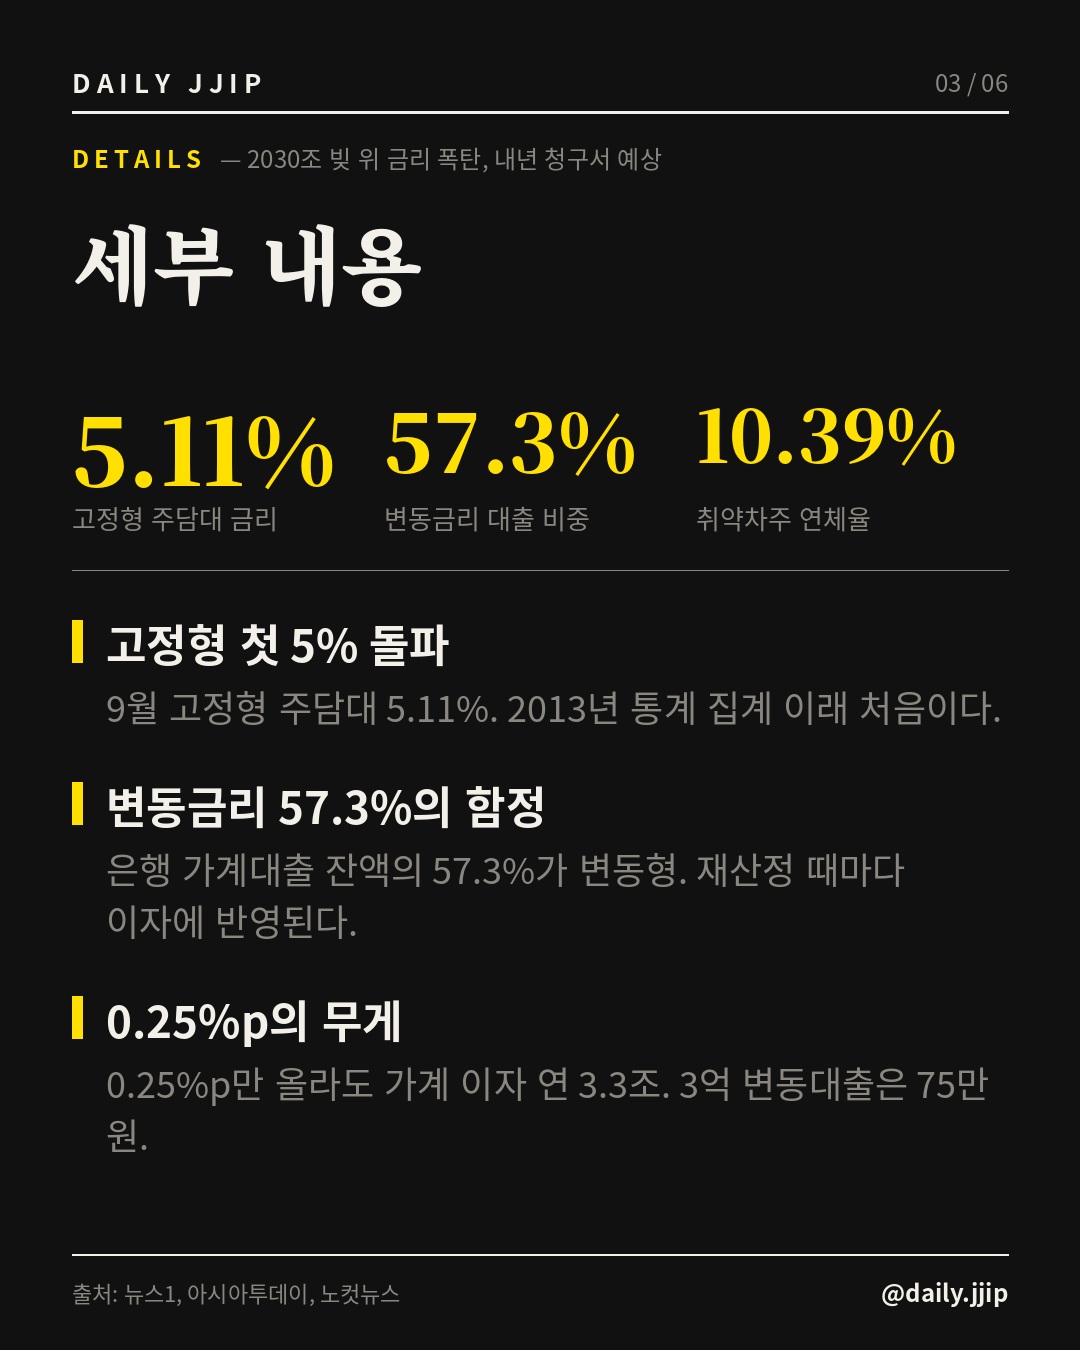 DAILY JJIP
03 / 06
DETAILS — 2030조 빚 위 금리 폭탄, 내년 청구서 예상
세부 내용
5.11% 57.3% 10.39%
고정형 주담대 금리 변동금리 대출 비중 취약차주 연체율
고정형 첫 5% 돌파
9월 고정형 주담대 5.11%. 2013년 통계 집계 이래 처음이다.
변동금리 57.3%의 함정
은행 가계대출 잔액의 57.3%가 변동형. 재산정 때마다
이자에 반영된다.
0.25%p의 무게
0.25%p만 올라도 가계 이자 연 3.3조. 3억 변동대출은 75만
원.
출처: 뉴스1, 아시아투데이, 노컷뉴스
@daily.jjip